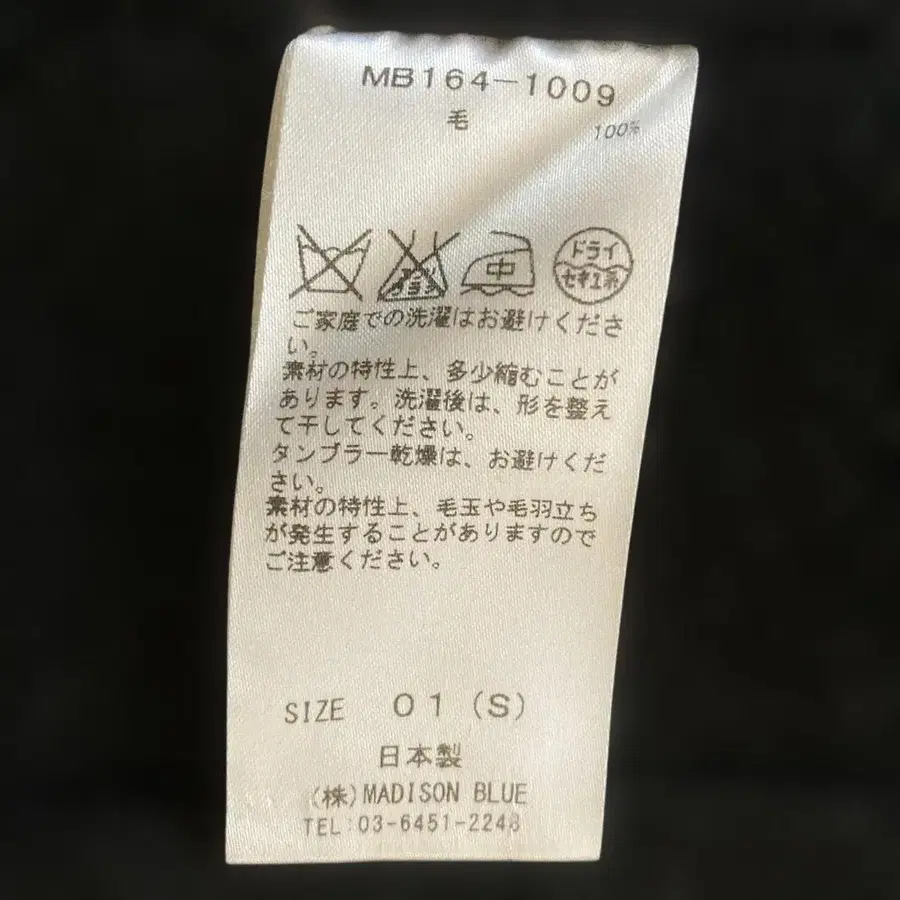 MB164-1009
毛 100%
中 ドライ
エンソ
サラシ セキユ系
ご家庭での洗濯はお避けくださ
い。
素材の特性上、多少縮むことが
あります。洗濯後は、形を整え
て干してください。
タンブラー乾燥は、お避けくだ
さい。
素材の特性上、毛玉や毛羽立ち
が発生することがありますので
ご注意ください。
SIZE 01(S)
日本製
(株)MADISON BLUE
TEL:03-6451-2248